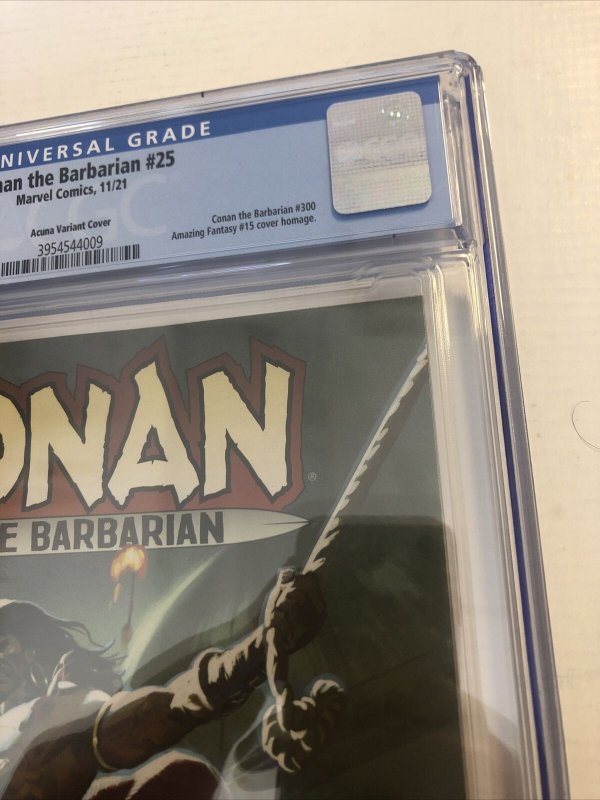 NIVERSAL GRADE
nan the Barbarian #25
Marvel Comics, 11/21
Acuna Variant Cover
3954544009
Conan the Barbarian #300
Amazing Fantasy #15 cover homage.
ONAN
®
E BARBARIAN